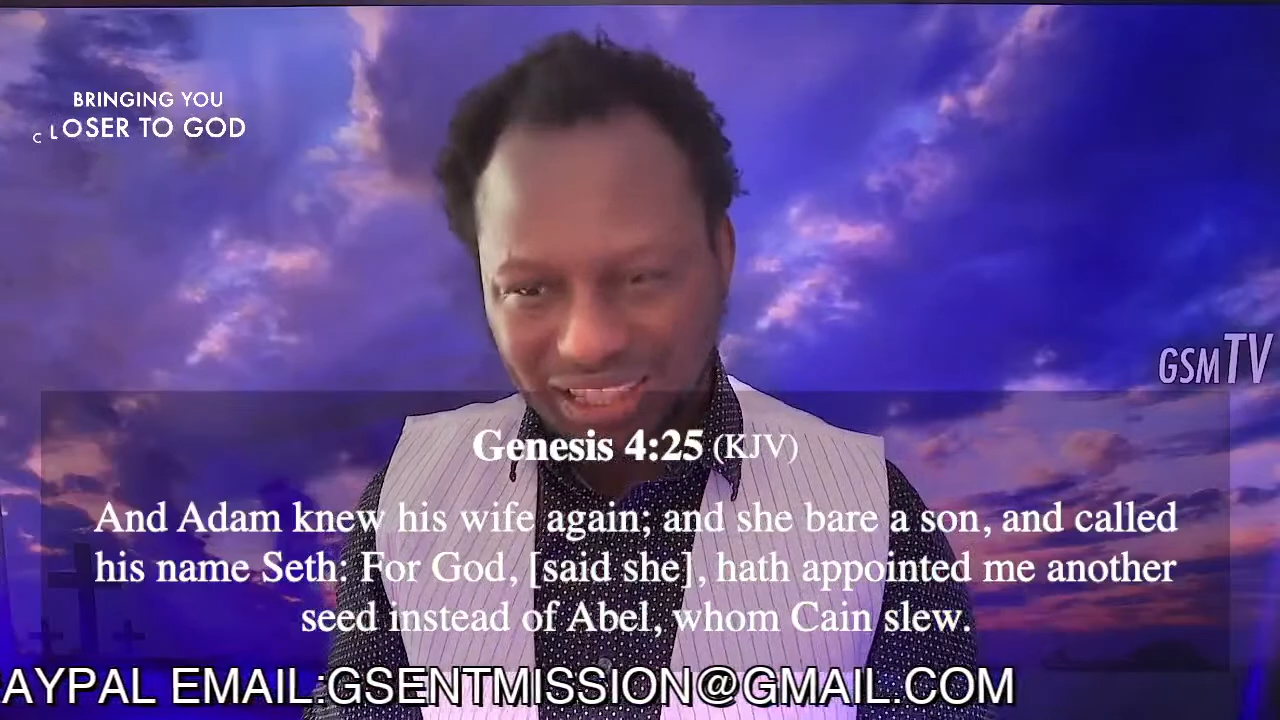 BRINGING YOU
CLOSER TO GOD
GSMTV
Genesis 4:25 (KJV)
And Adam knew his wife again; and she bare a son, and called
his name Seth: For God, [said she], hath appointed me another
seed instead of Abel, whom Cain slew.
AYPAL EMAIL:GSENTMISSION@GMAIL.COM